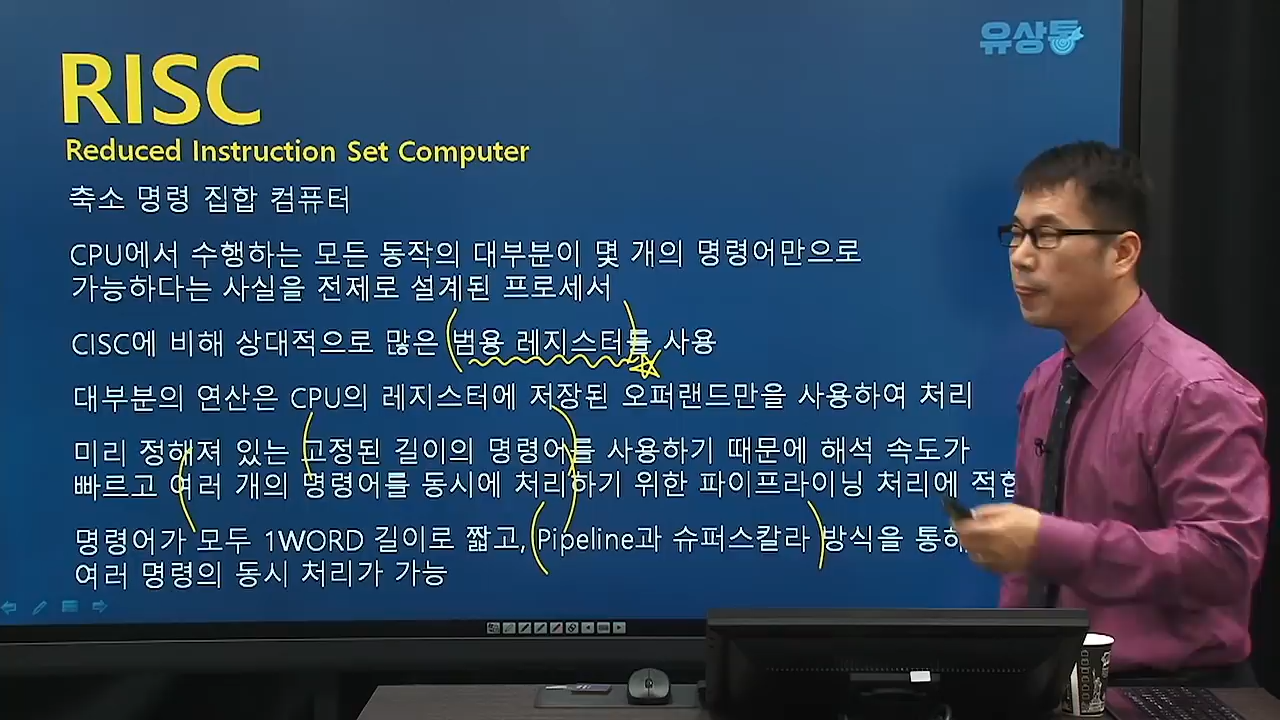 유상통
RISC
Reduced Instruction Set Computer
축소 명령 집합 컴퓨터
CPU에서 수행하는 모든 동작의 대부분이 몇 개의 명령어만으로
가능하다는 사실을 전제로 설계된 프로세서
CISC에 비해 상대적으로 많은 범용 레지스터를 사용
대부분의 연산은 CPU의 레지스터에 저장된 오퍼랜드만을 사용하여 처리
미리 정해져 있는 고정된 길이의 명령어를 사용하기 때문에 해석 속도가
빠르고 여러 개의 명령어를 동시에 처리하기 위한 파이프라이닝 처리에 적합
명령어가 모두 1WORD 길이로 짧고, Pipeline과 슈퍼스칼라 방식을 통해
여러 명령의 동시 처리가 가능